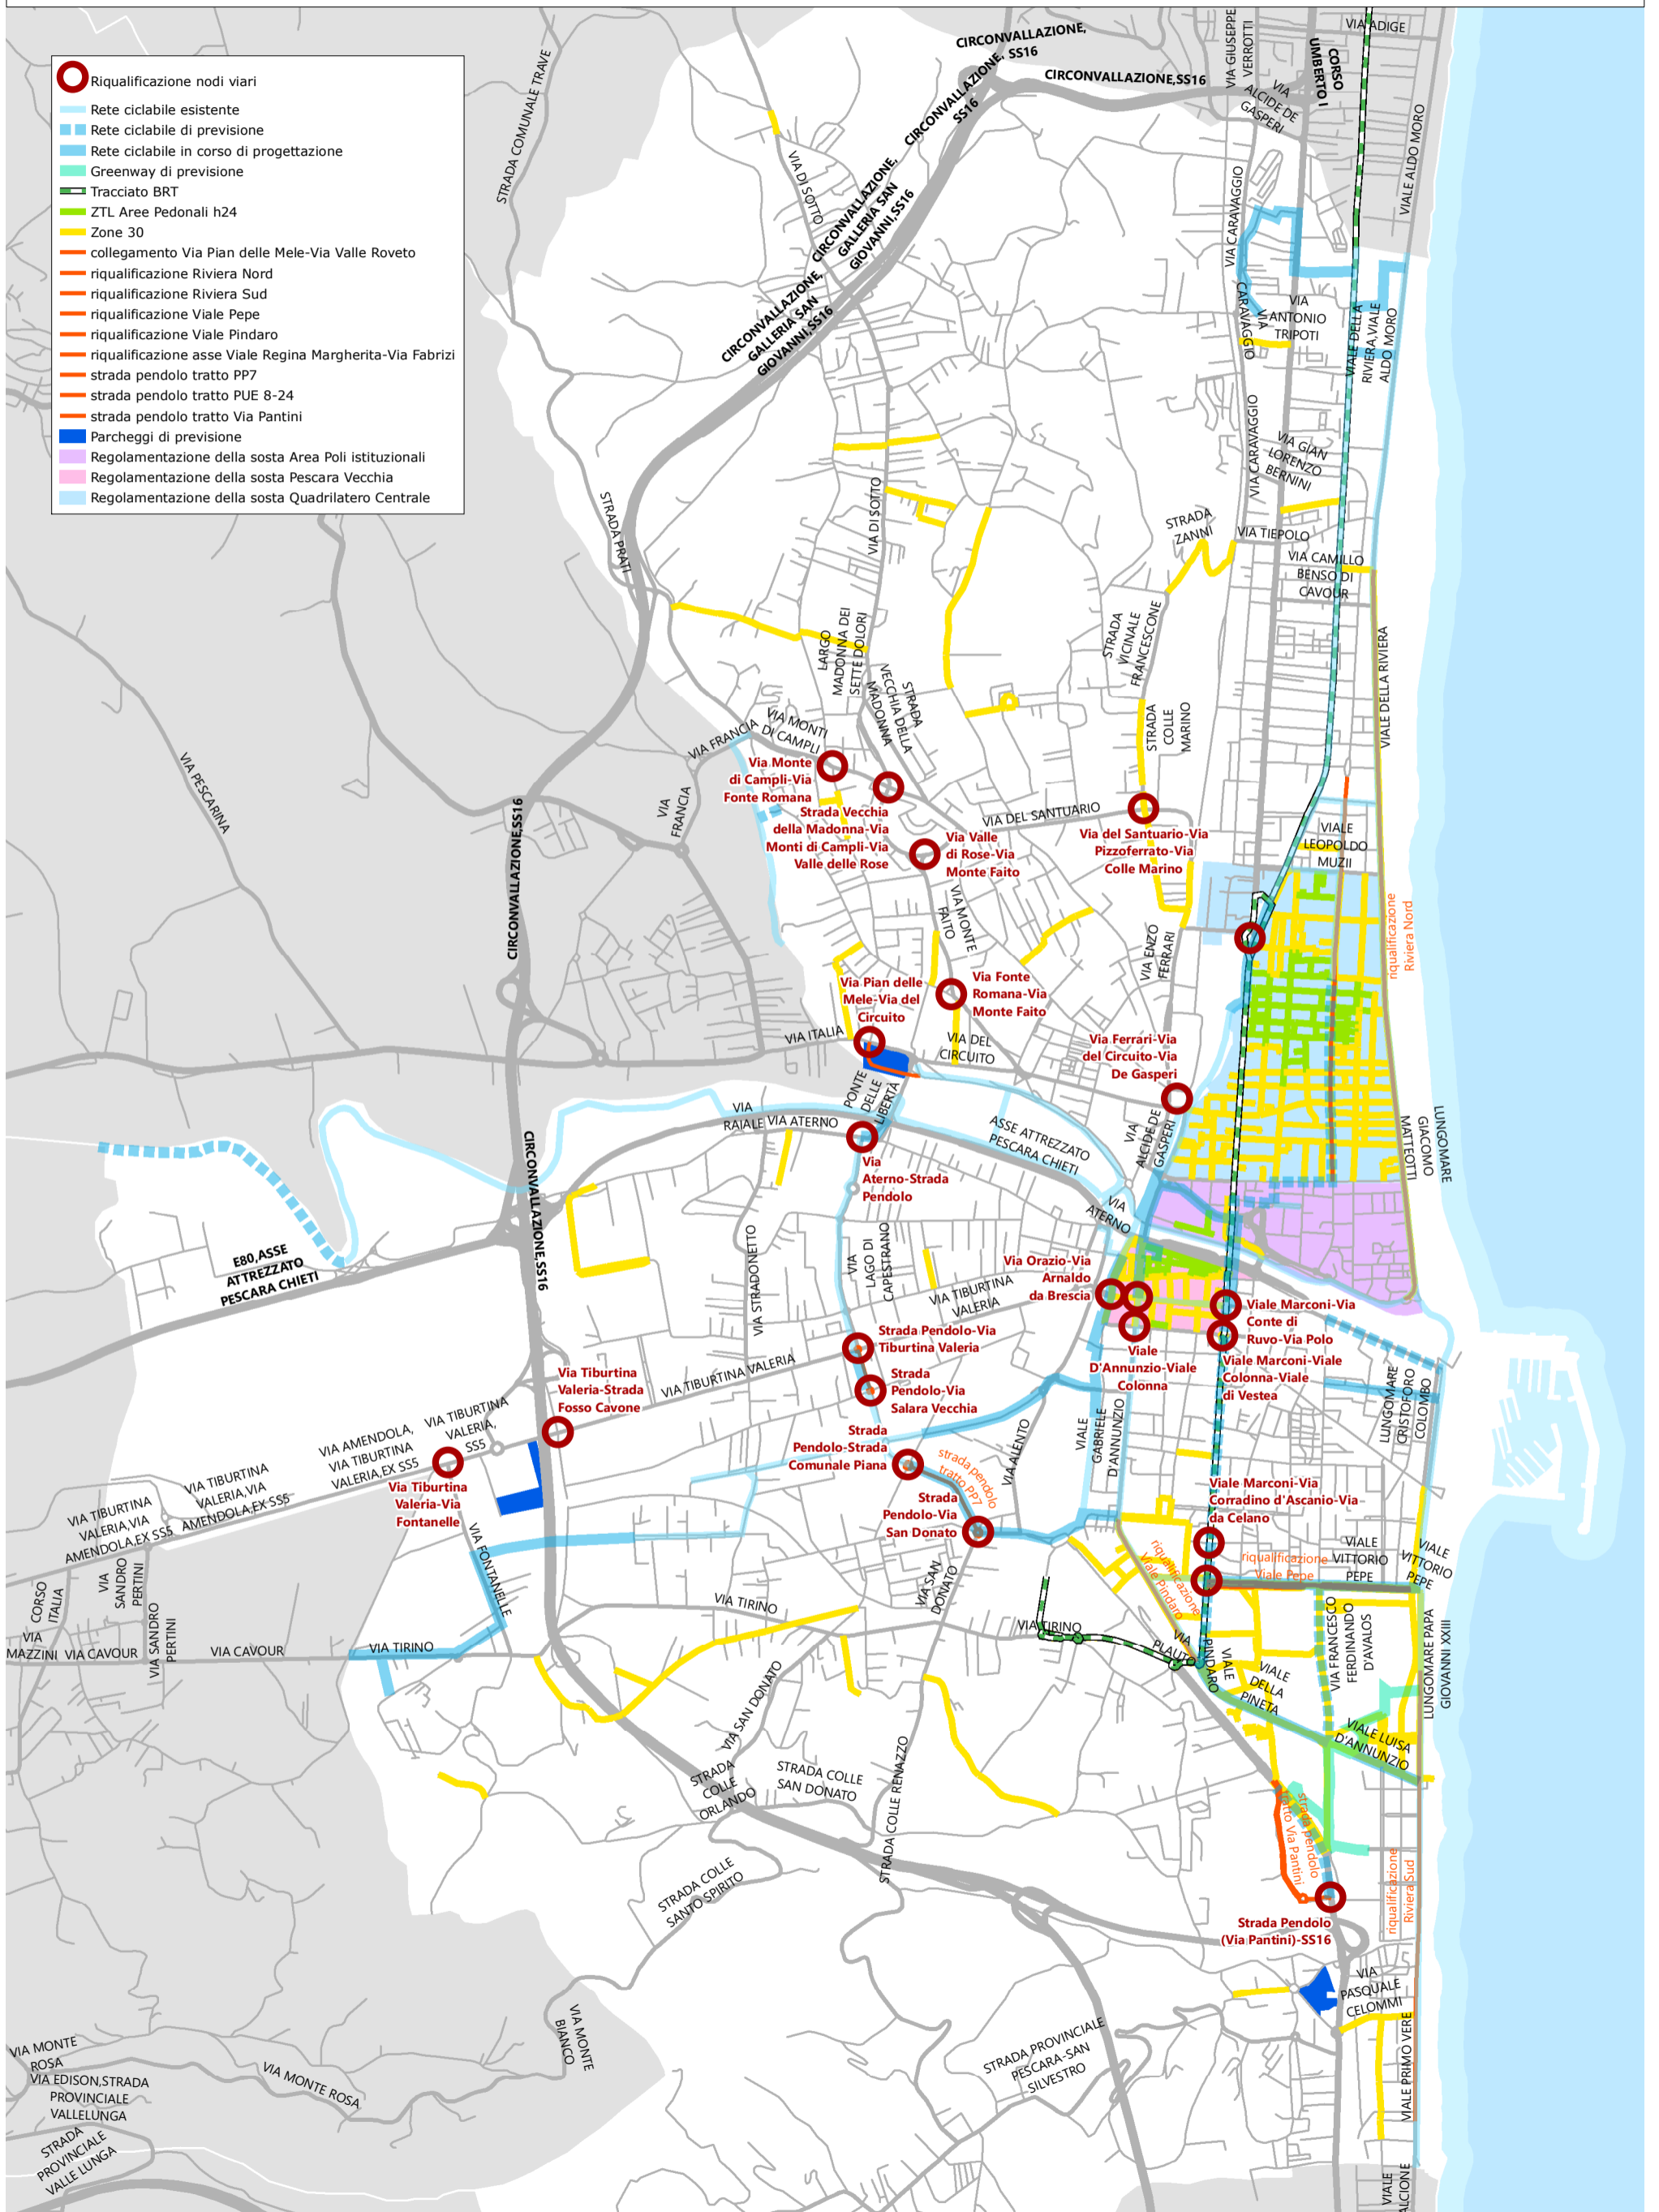 Riqualificazione nodi viari
Rete ciclabile esistente
Rete ciclabile di previsione
Rete ciclabile in corso di progettazione
Greenway di previsione
Tracciato BRT
ZTL Aree Pedonali h24
Zone 30
collegamento Via Pian delle Mele-Via Valle Roveto
riqualificazione Riviera Nord
riqualificazione Riviera Sud
riqualificazione Viale Pepe
riqualificazione Viale Pindaro
riqualificazione asse Viale Regina Margherita-Via Fabrizi
strada pendolo tratto PP7
strada pendolo tratto PUE 8-24
strada pendolo tratto Via Pantini
Parcheggi di previsione
Regolamentazione della sosta Area Poli istituzionali
Regolamentazione della sosta Pescara Vecchia
Regolamentazione della sosta Quadrilatero Centrale
STRADA COMUNALE TRAVE
CIRCONVALLAZIONE,
SS16
CIRCONVALLAZIONE,SS16
CIRCONVALLAZIONE,
SS16
VIA GIUSEPPE
VERROTTI
VIA
ALCIDE DE
GASPERI
CORSO
UMBERTO I
VIA ADIGE
VIALE ALDO MORO
VIA DI SOTTO
CIRCONVALLAZIONE,
GALLERIA SAN
GIOVANNI,SS16
CIRCONVALLAZIONE,
GALLERIA SAN
GIOVANNI,SS16
VIA CARAVAGGIO
VIA
CARAVAGGIO
VIA
ANTONIO
TRIPOTI
VIALE DELLA
RIVIERA,VIALE
ALDO MORO
VIA CARAVAGGIO
VIA GIAN
LORENZO
BERNINI
STRADA PRATI
VIA DI SOTTO
STRADA
ZANNI
VIA TIEPOLO
VIA CAMILLO
BENSO DI
CAVOUR
STRADA
VICINALE
FRANCESCONE
LARGO
MADONNA DEI
SETTE DOLORI
STRADA
VECCHIA DELLA
MADONNA
VIALE DELLA RIVIERA
STRADA
COLLE
MARINO
VIA MONTI
DI CAMPLI
VIA FRANCIA
VIA
FRANCIA
VIA PESCARINA
Via Monte
di Campli-Via
Fonte Romana
Strada Vecchia
della Madonna-Via
Monti di Campli-Via
Valle delle Rose
Via Valle
di Rose-Via
Monte Faito
VIA DEL SANTUARIO
Via del Santuario-Via
Pizzoferrato-Via
Colle Marino
VIALE
LEOPOLDO
MUZII
CIRCONVALLAZIONE,SS16
VIA MONTE
FAITO
VIA ENZO
FERRARI
riqualificazione
Riviera Nord
Via Pian delle
Mele-Via del
Circuito
Via Fonte
Romana-Via
Monte Faito
VIA ITALIA
VIA DEL
CIRCUITO
Via Ferrari-Via
del Circuito-Via
De Gasperi
PONTE
DELLE
LIBERTÀ
VIA
RAIALE
VIA ATERNO
ASSE ATTREZZATO
PESCARA CHIETI
VIA
ALCIDE DE
GASPERI
LUNGOMARE
GIACOMO
MATTEOTTI
Via
Aterno-Strada
Pendolo
VIA
ATERNO
CIRCONVALLAZIONE,SS16
E80,ASSE
ATTREZZATO
PESCARA CHIETI
VIA STRADONETTO
VIA
LAGO DI
CAPESTRANO
VIA TIBURTINA
VALERIA
Via Orazio-Via
Arnaldo
da Brescia
Viale Marconi-Via
Conte di
Ruvo-Via Polo
Viale
D'Annunzio-Viale
Colonna
Viale Marconi-Viale
Colonna-Viale
di Vestea
Strada Pendolo-Via
Tiburtina Valeria
Strada
Pendolo-Via
Salara Vecchia
VIA TIBURTINA VALERIA
Via Tiburtina
Valeria-Strada
Fosso Cavone
LUNGOMARE
CRISTOFORO
COLOMBO
VIALE
GABRIELE
D'ANNUNZIO
VIA ALENTO
Strada
Pendolo-Strada
Comunale Piana
strada pendolo
tratto PP7
Strada
Pendolo-Via
San Donato
VIA TIBURTINA
VALERIA,
SS5
VIA AMENDOLA,
VIA TIBURTINA
VALERIA,EX SS5
VIA TIBURTINA
VALERIA,VIA
AMENDOLA,EX SS5
VIA TIBURTINA
VALERIA,VIA
AMENDOLA,EX SS5
Via Tiburtina
Valeria-Via
Fontanelle
Viale Marconi-Via
Corradino d'Ascanio-Via
da Celano
VIA FONTANELLE
riqualificazione
Viale Pindaro
riqualificazione
Viale Pepe
VIALE
VITTORIO
PEPE
VIALE
VITTORIO
PEPE
CORSO
ITALIA
VIA
SANDRO
PERTINI
VIA SANDRO
PERTINI
VIA
MAZZINI
VIA CAVOUR
VIA CAVOUR
VIA TIRINO
VIA TIRINO
VIA SAN
DONATO
VIA TIRINO
VIA
PLAUTO
VIALE
PINDARO
VIALE
DELLA
PINETA
VIA FRANCESCO
FERDINANDO
D'AVALOS
LUNGOMARE PAPA
GIOVANNI XXIII
VIALE LUISA
D'ANNUNZIO
VIA SAN DONATO
STRADA
COLLE
ORLANDO
STRADA COLLE
SAN DONATO
STRADA COLLE RENAZZO
STRADA COLLE
SANTO SPIRITO
strada pendolo
tratto Via Pantini
riqualificazione
Riviera Sud
Strada Pendolo
(Via Pantini)-SS16
VIA
PASQUALE
CELOMMI
VIALE PRIMO VERE
VIA MONTE
BIANCO
STRADA PROVINCIALE
PESCARA-SAN
SILVESTRO
VIA MONTE
ROSA
VIA EDISON,STRADA
PROVINCIALE
VALLELUNGA
VIA MONTE ROSA
STRADA
PROVINCIALE
VALLE LUNGA
VIALE
ALCIONE